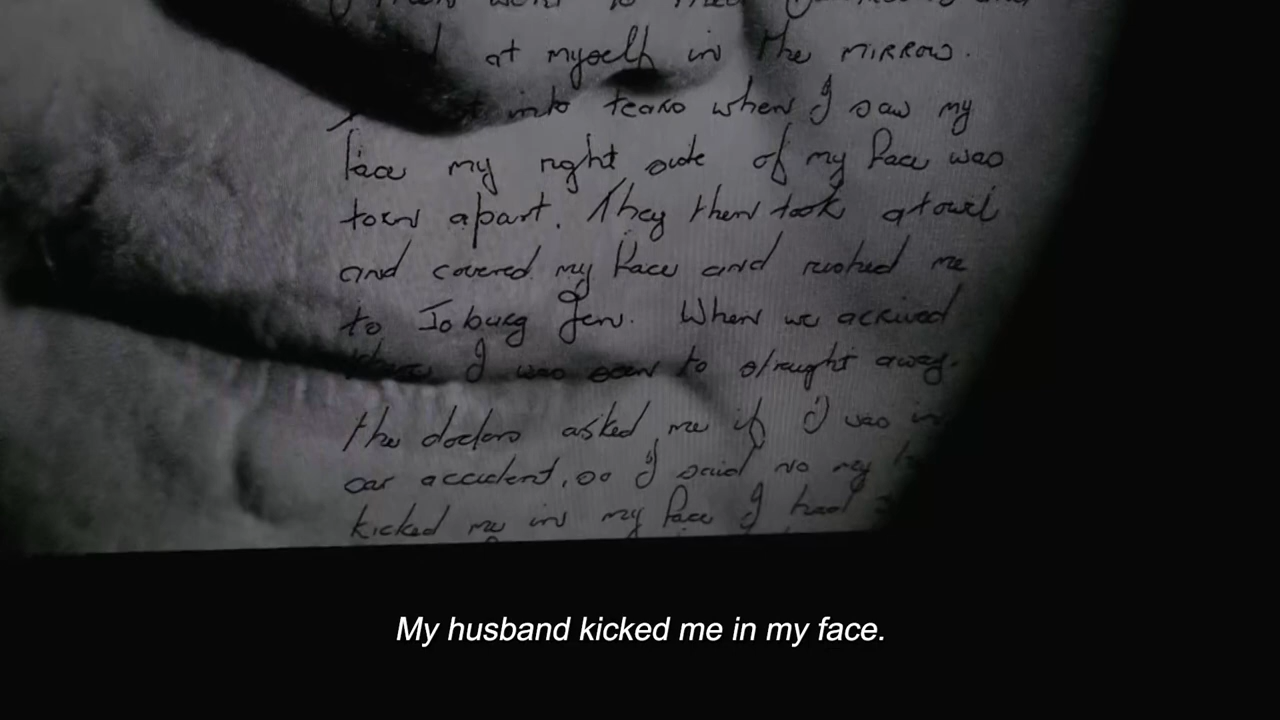 at myself in the MIRROW.
into tears when I saw my
face my right side of my face was
torn apart. They then took a towel
and covered my face and rushed me
to Joburg Gen. When we arrived
there I was seen to straight away.
the doctors asked me if I was in
car accident, so I said no my
kicked me in my face I had
My husband kicked me in my face.